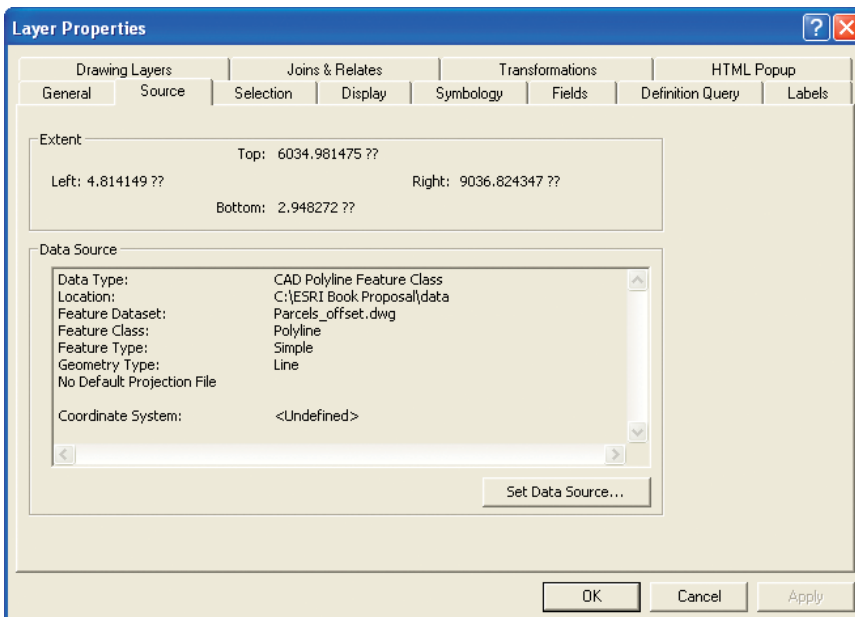 Layer Properties
Drawing Layers Joins & Relates Transformations HTML Popup
General Source Selection Display Symbology Fields Definition Query Labels
Extent
Top: 6034.981475 ??
Left: 4.814149 ?? Right: 9036.824347 ??
Bottom: 2.948272 ??
Data Source
Data Type: CAD Polyline Feature Class
Location: C:\ESRI Book Proposal\data
Feature Dataset: Parcels_offset.dwg
Feature Class: Polyline
Feature Type: Simple
Geometry Type: Line
No Default Projection File
Coordinate System: <Undefined>
Set Data Source...
OK Cancel Apply